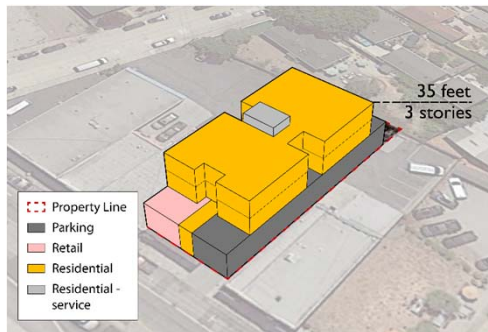 35 feet
3 stories
Property Line
Parking
Retail
Residential
Residential -
service